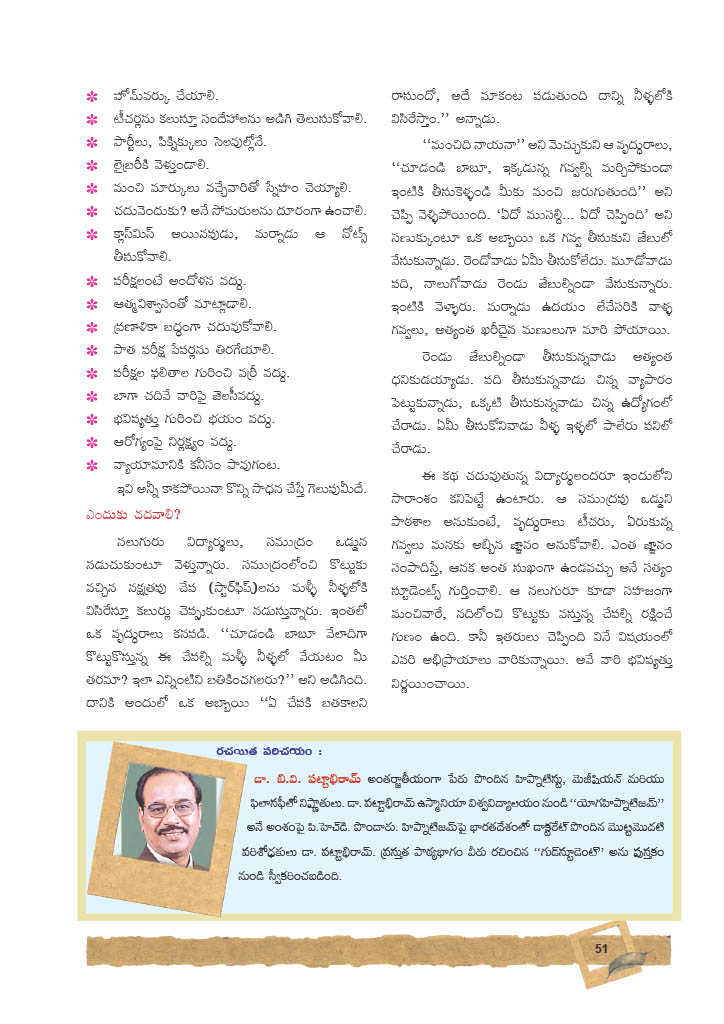 ✽ హోమ్‌వర్కు చేయాలి.
✽ టీచర్లను కలుస్తూ సందేహాలను అడిగి తెలుసుకోవాలి.
✽ పార్టీలు, పిక్నిక్కులు సెలవుల్లోనే.
✽ లైబ్రరీకి వెళ్తుండాలి.
✽ మంచి మార్కులు వచ్చేవారితో స్నేహం చెయ్యాలి.
✽ చదువెందుకు? అనే సోమరులను దూరంగా ఉంచాలి.
✽ క్లాస్‌మిస్ అయినవుడు, మర్నాడు ఆ నోట్స్
తీసుకోవాలి.
✽ పరీక్షలంటే ఆందోళన వద్దు.
✽ ఆత్మవిశ్వాసంతో మాట్లాడాలి.
✽ ప్రణాళికా బద్ధంగా చదువుకోవాలి.
✽ పాత పరీక్ష పేపర్లను తిరగేయాలి.
✽ పరీక్షల ఫలితాల గురించి వర్రీ వద్దు.
✽ బాగా చదివే వారిపై జెలసీవద్దు.
✽ భవిష్యత్తు గురించి భయం వద్దు.
✽ ఆరోగ్యంపై నిర్లక్ష్యం వద్దు.
✽ వ్యాయామానికి కనీసం పావుగంట.
ఇవి అన్నీ కాకపోయినా కొన్ని సాధన చేస్తే గెలుపుమీదే.
ఎందుకు చదవాలి?
నలుగురు విద్యార్థులు, సముద్రం ఒడ్డున
నడుచుకుంటూ వెళ్తున్నారు. సముద్రంలోంచి కొట్టుకు
వచ్చిన నక్షత్రవు చేవ (స్టార్‌ఫిష్)లను మళ్ళీ నీళ్ళలోకి
విసిరేస్తూ కబుర్లు చెప్పుకుంటూ నడుస్తున్నారు. ఇంతలో
ఒక వృద్ధురాలు కనవడి. ‘‘చూడండి బాబూ వేలాదిగా
కొట్టుకొస్తున్న ఈ చేవల్ని మళ్ళీ నీళ్ళలో వేయటం మీ
తరమా? ఇలా ఎన్నింటిని బతికించగలరు?’’ అని అడిగింది.
దానికి అందులో ఒక అబ్బాయి ‘‘ఏ చేవకి బతకాలని
రాసుందో, అదే మాకంట పడుతుంది దాన్ని నీళ్ళలోకి
విసిరేస్తాం.’’ అన్నాడు.
‘‘మంచిది నాయనా’’ అని మెచ్చుకుని ఆ వృద్ధురాలు,
‘‘చూడండి బాబూ, ఇక్కడున్న గవ్వల్ని మర్చిపోకుండా
ఇంటికి తీసుకెళ్ళండి మీకు మంచి జరుగుతుంది’’ అని
చెప్పి వెళ్ళిపోయింది. ‘ఏదో ముసల్ది... ఏదో చెప్పింది’ అని
సణుక్కుంటూ ఒక అబ్బాయి ఒక గవ్వ తీసుకుని జేబులో
వేసుకున్నాడు. రెండోవాడు ఏమీ తీసుకోలేదు. మూడోవాడు
పది, నాలుగోవాడు రెండు జేబుల్నిండా వేసుకున్నారు.
ఇంటికి వెళ్ళారు. మర్నాడు ఉదయం లేచేసరికి వాళ్ళ
గవ్వలు, అత్యంత ఖరీదైన మణులుగా మారి పోయాయి.
రెండు జేబుల్నిండా తీసుకున్నవాడు అత్యంత
ధనికుడయ్యాడు. పది తీసుకున్నవాడు చిన్న వ్యాపారం
పెట్టుకున్నాడు, ఒక్కటి తీసుకున్నవాడు చిన్న ఉద్యోగంలో
చేరాడు. ఏమీ తీసుకోనివాడు వీళ్ళ ఇళ్ళలో పాలేరు పనిలో
చేరాడు.
ఈ కథ చదువుతున్న విద్యార్థులందరూ ఇందులోని
సారాంశం కనిపెట్టే ఉంటారు. ఆ సముద్రవు ఒడ్డుని
పాఠశాల అనుకుంటే, వృద్ధురాలు టీచరు, ఏరుకున్న
గవ్వలు మనకు అబ్బిన జ్ఞానం అనుకోవాలి. ఎంత జ్ఞానం
సంపాదిస్తే, ఆనక అంత సుఖంగా ఉండవచ్చు అనే సత్యం
స్టూడెంట్స్ గుర్తించాలి. ఆ నలుగురూ కూడా సహజంగా
మంచివారే, నదిలోంచి కొట్టుకు వస్తున్న చేపల్ని రక్షించే
గుణం ఉంది. కానీ ఇతరులు చెప్పింది వినే విషయంలో
ఎవరి అభిప్రాయాలు వారికున్నాయి. అవే వారి భవిష్యత్తు
నిర్ణయించాయి.
రచయిత పరిచయం :
డా. బి.వి. పట్టాభిరామ్ అంతర్జాతీయంగా పేరు పొందిన హిప్నాటిస్టు, మెజీషియన్ మరియు
ఫిలాసఫీలో నిష్ణాతులు. డా. పట్టాభిరామ్ ఉస్మానియా విశ్వవిద్యాలయం నుండి ‘‘యోగహిప్నాటిజమ్’’
అనే అంశంపై పి.హెచ్‌డి. పొందారు. హిప్నాటిజమ్‌పై భారతదేశంలో డాక్టరేట్ పొందిన మొట్టమొదటి
పరిశోధకులు డా. పట్టాభిరామ్. ప్రస్తుత పాఠ్యభాగం వీరు రచించిన ‘‘గుడ్‌స్టూడెంట్’’ అను పుస్తకం
నుండి స్వీకరించబడింది.
51